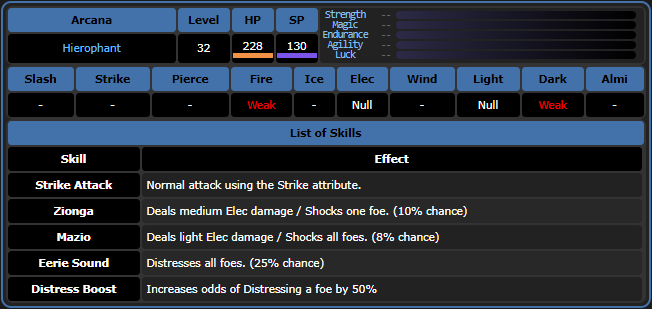 Arcana Level HP SP
Hierophant 32 228 130
Strength --
Magic --
Endurance --
Agility --
Luck --
Slash Strike Pierce Fire Ice Elec Wind Light Dark Almi
- - - Weak - Null - Null Weak -
List of Skills
Skill Effect
Strike Attack Normal attack using the Strike attribute.
Zionga Deals medium Elec damage / Shocks one foe. (10% chance)
Mazio Deals light Elec damage / Shocks all foes. (8% chance)
Eerie Sound Distresses all foes. (25% chance)
Distress Boost Increases odds of Distressing a foe by 50%